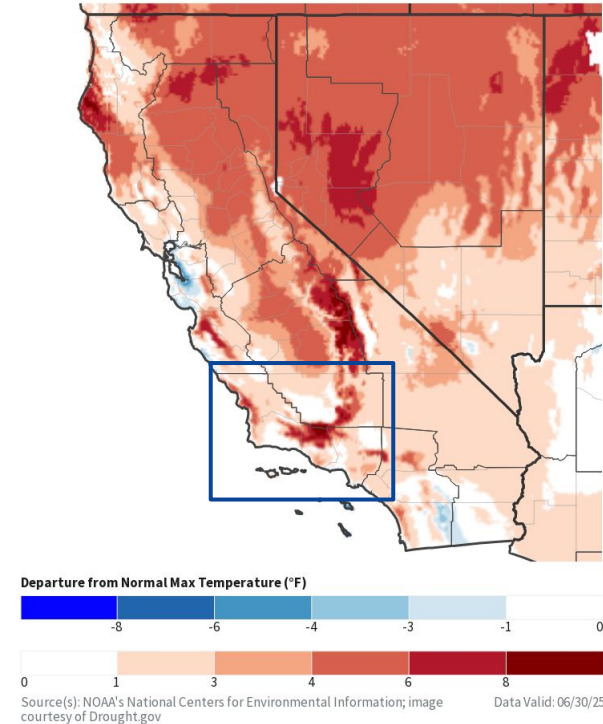 Departure from Normal Max Temperature (°F)
-8 -6 -4 -3 -1 0
0 1 3 4 6 8
Source(s): NOAA's National Centers for Environmental Information; image
courtesy of Drought.gov
Data Valid: 06/30/25